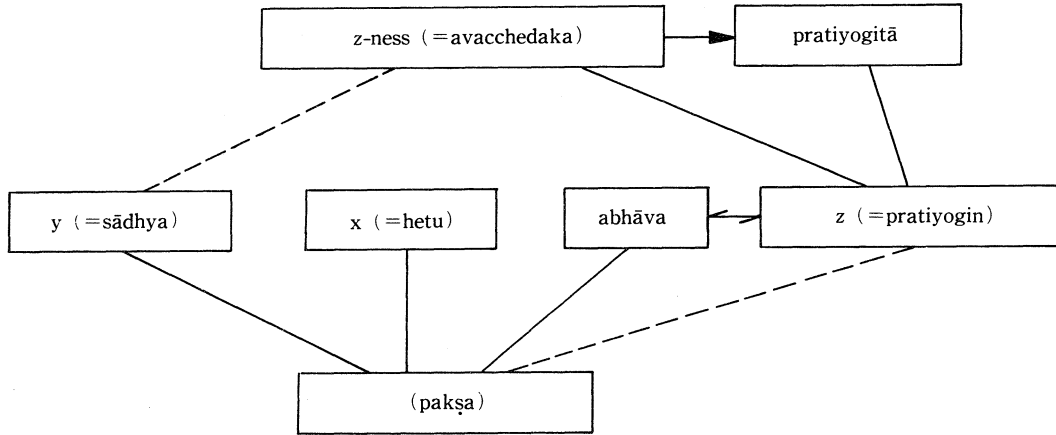 z-ness (=avacchedaka)
pratiyogitā
y (=sādhya)
x (=hetu)
abhāva
z (=pratiyogin)
(pakṣa)